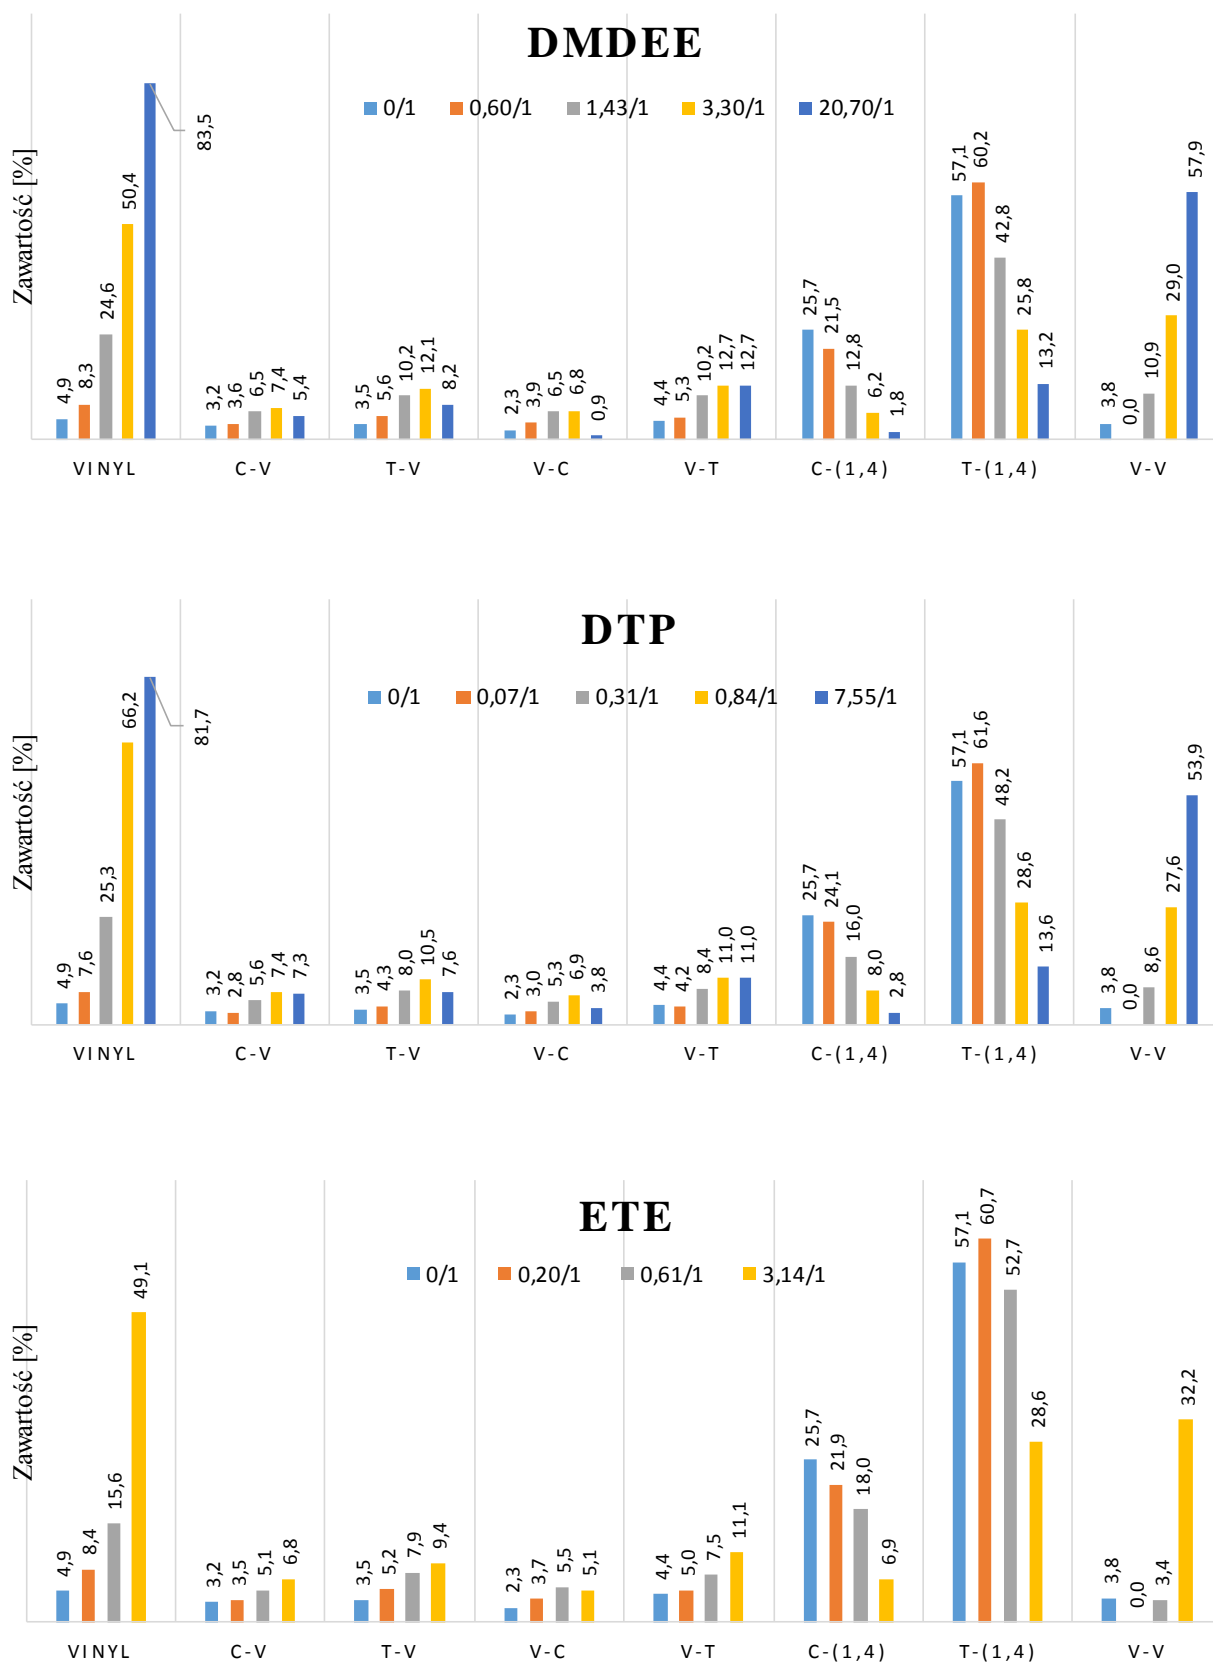 DMDEE
0/1 0,60/1 1,43/1 3,30/1 20,70/1
Zawartość [%]
4,9 8,3 24,6 50,4 83,5
3,2 3,6 6,5 7,4 5,4
3,5 5,6 10,2 12,1 8,2
2,3 3,9 6,5 6,8 0,9
4,4 5,3 10,2 12,7 12,7
25,7 21,5 12,8 6,2 1,8
57,1 60,2 42,8 25,8 13,2
3,8 0,0 10,9 29,0 57,9
VINYL C-V T-V V-C V-T C-(1,4) T-(1,4) V-V
DTP
0/1 0,07/1 0,31/1 0,84/1 7,55/1
Zawartość [%]
4,9 7,6 25,3 66,2 81,7
3,2 2,8 5,6 7,4 7,3
3,5 4,3 8,0 10,5 7,6
2,3 3,0 5,3 6,9 3,8
4,4 4,2 8,4 11,0 11,0
25,7 24,1 16,0 8,0 2,8
57,1 61,6 48,2 28,6 13,6
3,8 0,0 8,6 27,6 53,9
VINYL C-V T-V V-C V-T C-(1,4) T-(1,4) V-V
ETE
0/1 0,20/1 0,61/1 3,14/1
Zawartość [%]
4,9 8,4 15,6 49,1
3,2 3,5 5,1 6,8
3,5 5,2 7,9 9,4
2,3 3,7 5,5 5,1
4,4 5,0 7,5 11,1
25,7 21,9 18,0 6,9
57,1 60,7 52,7 28,6
3,8 0,0 3,4 32,2
VINYL C-V T-V V-C V-T C-(1,4) T-(1,4) V-V